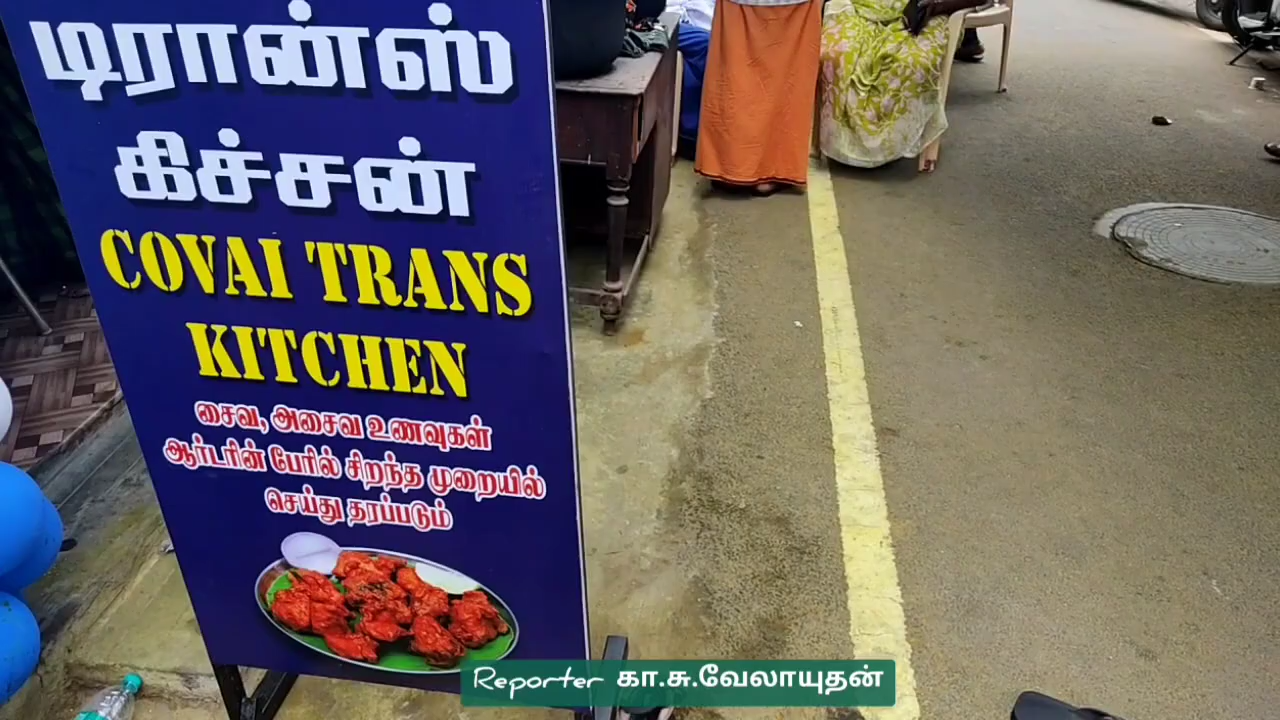 டிரான்ஸ்
கிச்சன்
COVAI TRANS
KITCHEN
சைவ, அசைவ உணவுகள்
ஆர்டரின் பேரில் சிறந்த முறையில்
செய்து தரப்படும்
Reporter கா.சு.வேலாயுதன்